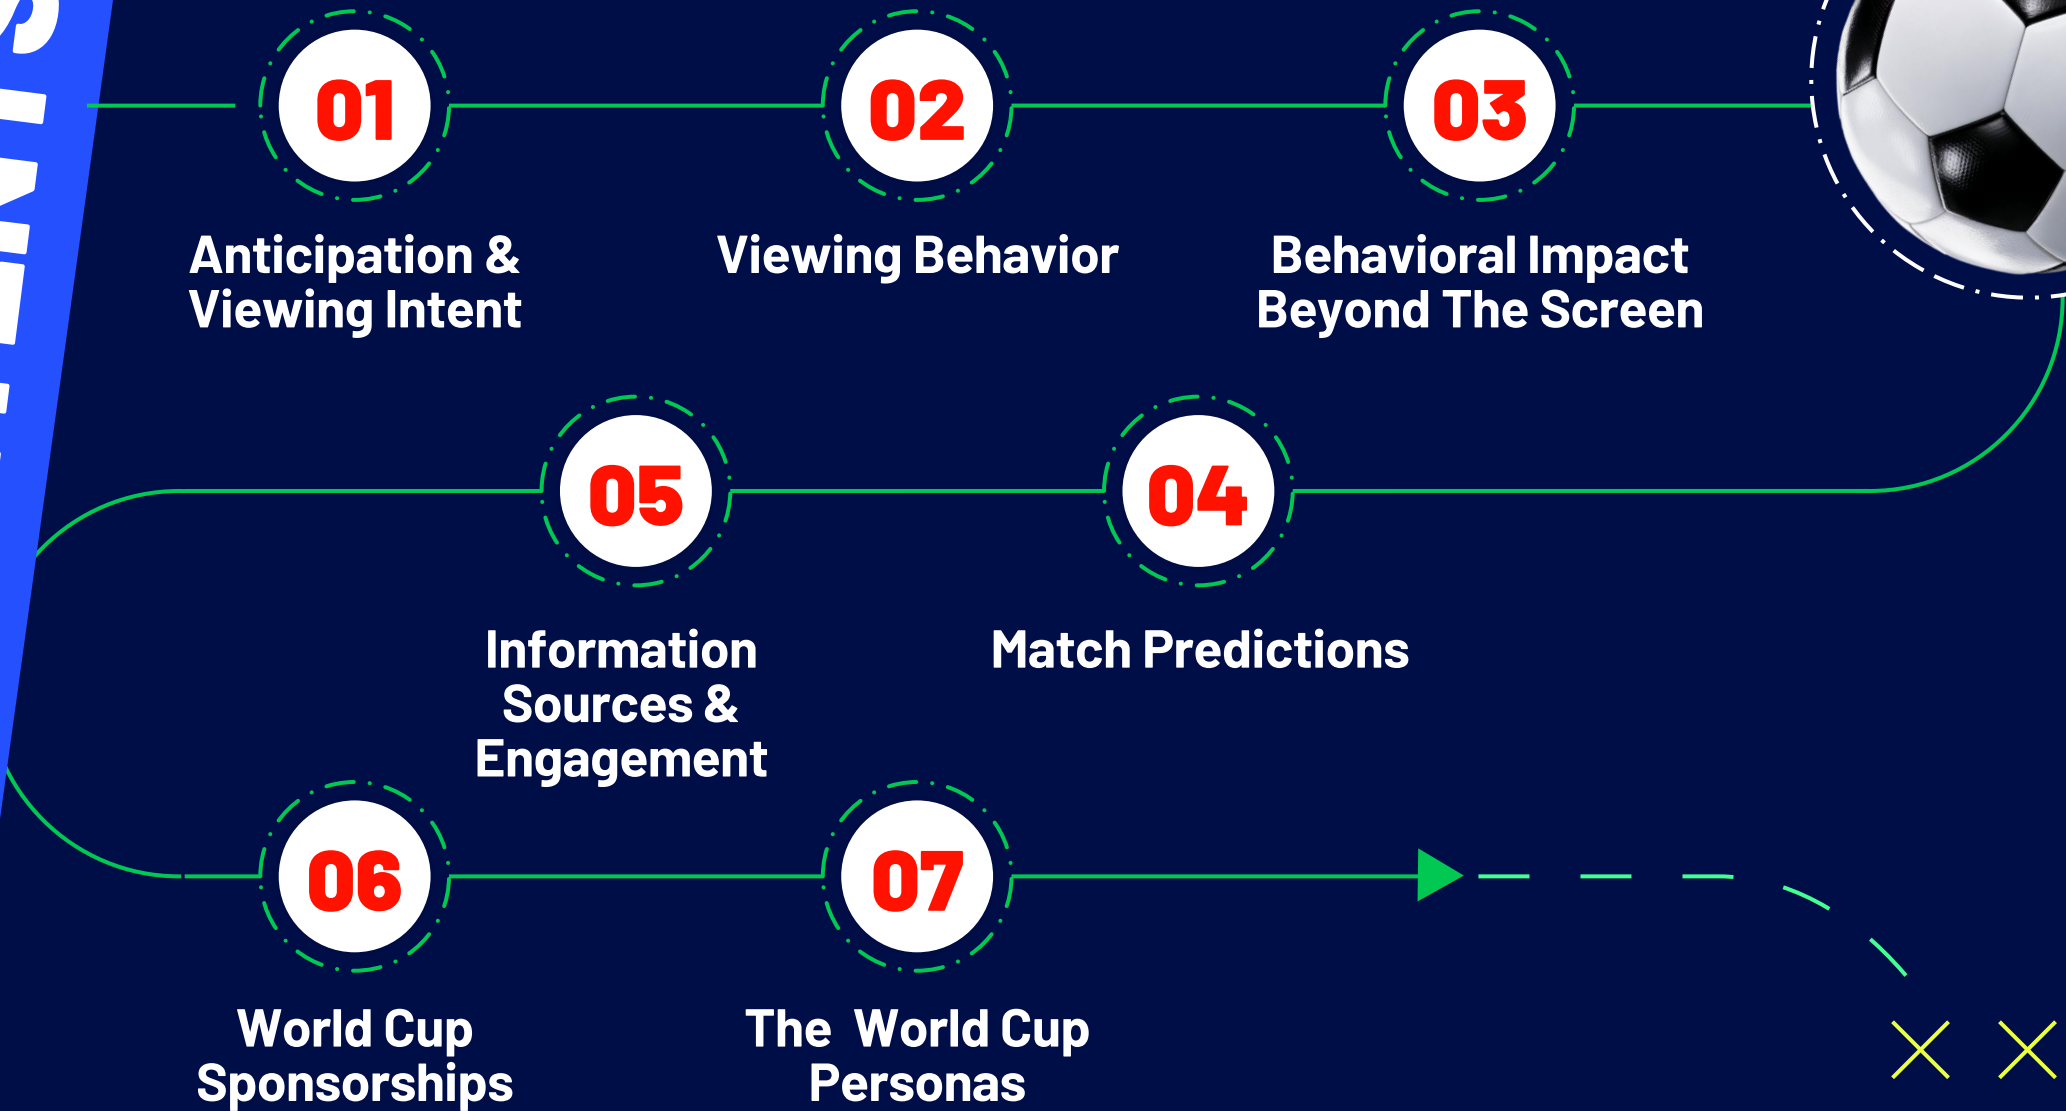 01
02
03
Anticipation &
Viewing Intent
Viewing Behavior
Behavioral Impact
Beyond The Screen
05
04
Information
Sources &
Engagement
Match Predictions
06
07
World Cup
Sponsorships
The  World Cup
Personas